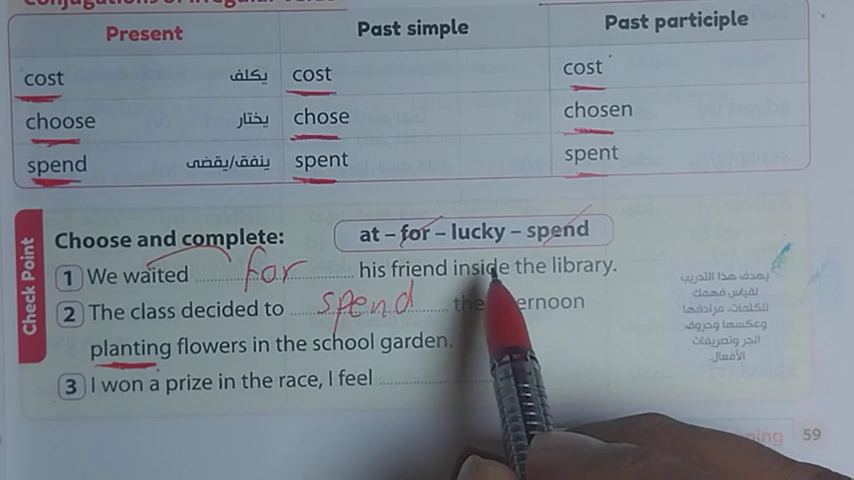 Present Past simple Past participle
cost يكلف cost cost
choose يختار chose chosen
spend ينفق/يقضى spent spent
Check Point
Choose and complete: at – for – lucky – spend
1 We waited for his friend inside the library.
2 The class decided to spend the
planting flowers in the school garden.
3 I won a prize in the race, I feel
يهدف هذا التدريب
لقياس فهمك
للكلمات، مرادفها
وعكسها وحروف
الجر وتصريفات
الأفعال.
59